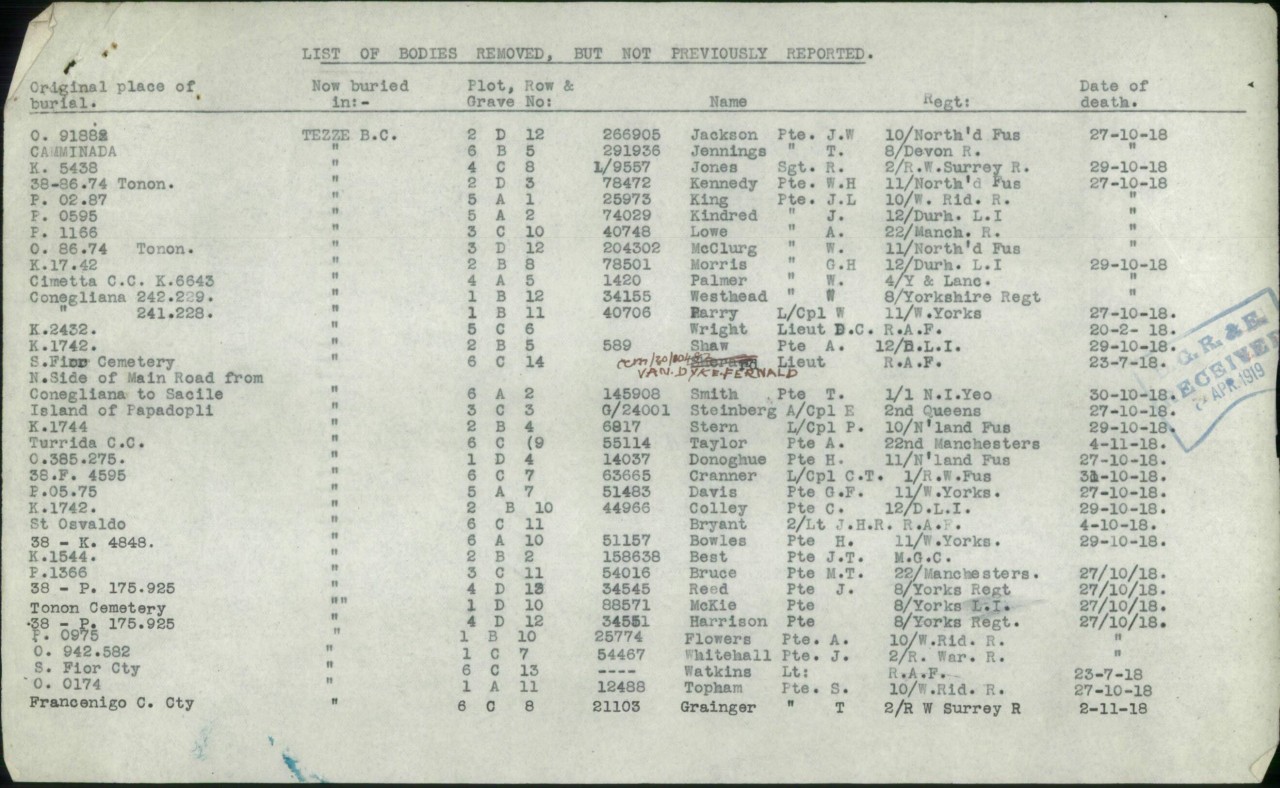 LIST OF BODIES REMOVED, BUT NOT PREVIOUSLY REPORTED.
Original place of burial. Now buried in:- Plot, Row & Grave No: Name Regt: Date of death.
O. 91882 TEZZE B.C. 2 D 12 266905 Jackson Pte. J.W 10/North'd Fus 27-10-18
CAMMINADA " 6 B 5 291936 Jennings " T. 8/Devon R. "
K. 5438 " 4 C 8 1/9557 Jones Sgt. R. 2/R.W.Surrey R. 29-10-18
38-86.74 Tonon. " 2 D 3 78472 Kennedy Pte. W.H 11/North'd Fus 27-10-18
P. 02.87 " 5 A 1 25973 King Pte. J.L 10/W. Rid. R. "
P. 0595 " 5 A 2 74029 Kindred " J. 12/Durh. L.I "
P. 1166 " 3 C 10 40748 Lowe " A. 22/Manch. R. "
O. 86.74 Tonon. " 3 D 12 204302 McClurg " W. 11/North'd Fus "
K.17.42 " 2 B 8 78501 Morris " G.H 12/Durh. L.I 29-10-18
Cimetta C.C. K.6643 " 4 A 5 1420 Palmer " W. 4/Y & Lanc. "
Conegliana 242.229. " 1 B 12 34155 Westhead " W 8/Yorkshire Regt "
" 241.228. " 1 B 11 40706 Parry L/Cpl W 11/W.Yorks 27-10-18.
K.2432. " 5 C 6 Wright Lieut D.C. R.A.F. 20-2- 18.
K.1742. " 2 B 5 589 Shaw Pte A. 12/D.L.I. 29-10-18.
S.Fior Cemetery " 6 C 14 VAN.DYKE.FERNALD Lieut R.A.F. 23-7-18.
N.Side of Main Road from
Conegliana to Sacile " 6 A 2 145908 Smith Pte T. 1/1 N.I.Yeo 30-10-18.
Island of Papadopli " 3 C 3 G/24001 Steinberg A/Cpl E 2nd Queens 27-10-18.
K.1744 " 2 B 4 6817 Stern L/Cpl P. 10/N'land Fus 29-10-18.
Turrida C.C. " 6 C (9 55114 Taylor Pte A. 22nd Manchesters 4-11-18.
O.385.275. " 1 D 4 14037 Donoghue Pte H. 11/N'land Fus 27-10-18.
38.F. 4595 " 6 C 7 63665 Cranner L/Cpl C.T. 1/R.W.Fus 31-10-18.
P.05.75 " 5 A 7 51483 Davis Pte G.F. 11/W.Yorks. 27-10-18.
K.1742. " 2 B 10 44966 Colley Pte C. 12/D.L.I. 29-10-18.
St Osvaldo " 6 C 11 Bryant 2/Lt J.H.R. R.A.F. 4-10-18.
38 - K. 4848. " 6 A 10 51157 Bowles Pte H. 11/W.Yorks. 29-10-18.
K.1544. " 2 B 2 158638 Best Pte J.T. M.G.C.
P.1366 " 3 C 11 54016 Bruce Pte M.T. 22/Manchesters. 27/10/18.
38 - P. 175.925 " 4 D 12 34545 Reed Pte J. 8/Yorks Regt 27/10/18.
Tonon Cemetery "" 1 D 10 88571 McKie Pte 8/Yorks L.I. 27/10/18.
38 - P. 175.925 " 4 D 12 34551 Harrison Pte 8/Yorks Regt. 27/10/18.
P. 0975 " 1 B 10 25774 Flowers Pte. A. 10/W.Rid. R. "
O. 942.582 " 1 C 7 54467 Whitehall Pte. J. 2/R. War. R. "
S. Fior Cty " 6 C 13 ---- Watkins Lt: R.A.F. 23-7-18
O. 0174 " 1 A 11 12488 Topham Pte. S. 10/W.Rid. R. 27-10-18
Francenigo C. Cty " 6 C 8 21103 Grainger " T 2/R W Surrey R 2-11-18
G. R. & E.
RECEIVED
APR. 1919